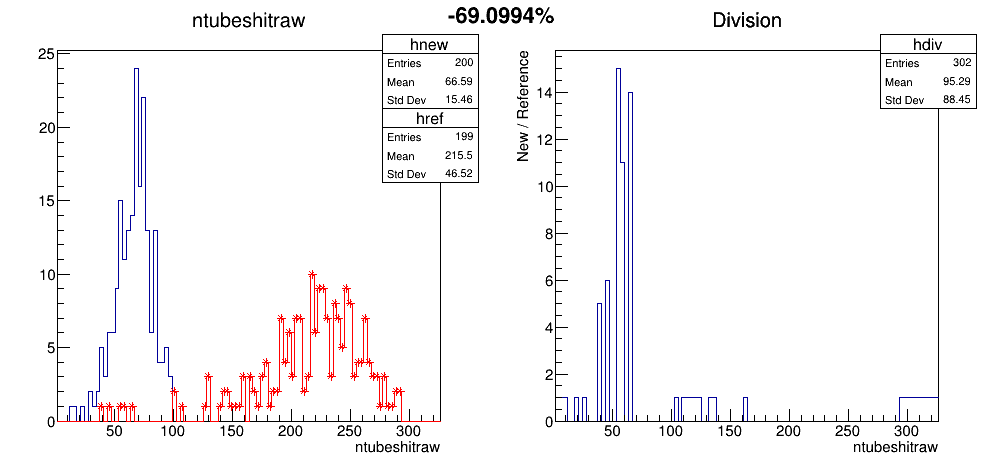 -69.0994%
ntubeshitraw
hnew
Entries 200
Mean 66.59
Std Dev 15.46
href
Entries 199
Mean 215.5
Std Dev 46.52
25
20
15
10
5
0
50 100 150 200 250 300
ntubeshitraw
Division
hdiv
Entries 302
Mean 95.29
Std Dev 88.45
New / Reference
14
12
10
8
6
4
2
0
50 100 150 200 250 300
ntubeshitraw